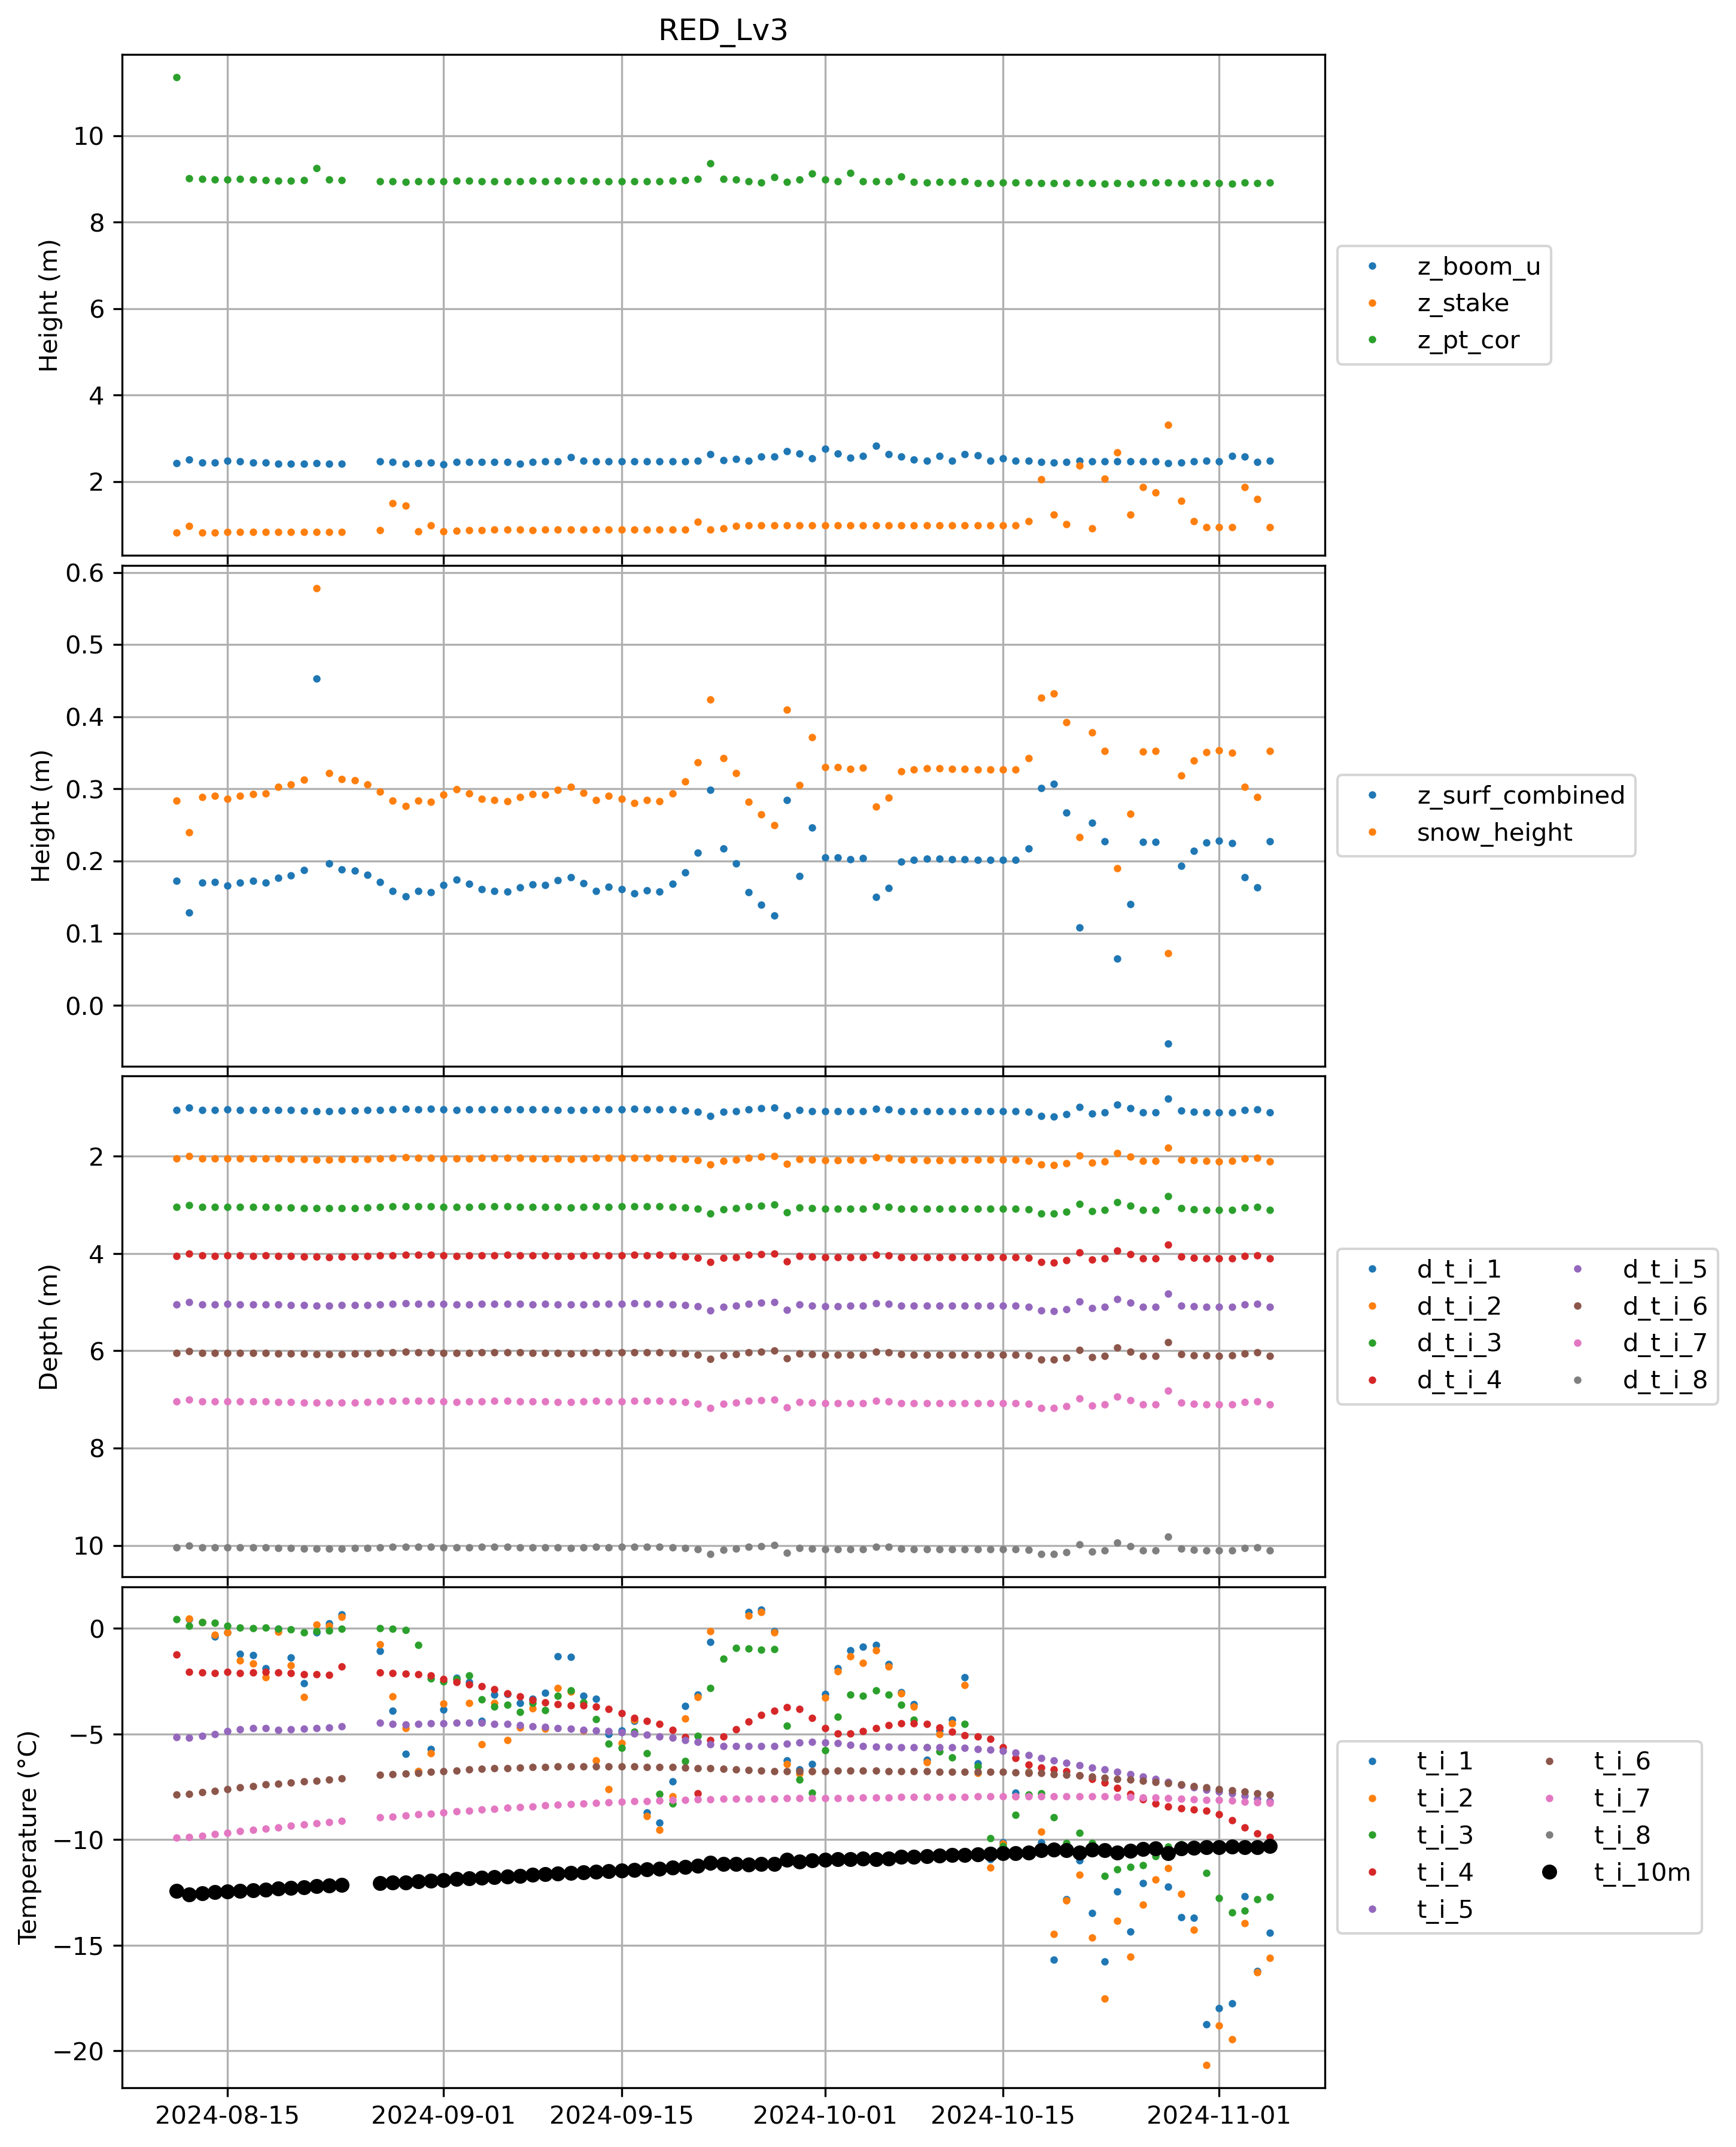 RED_Lv3
Height (m)
10
8
6
4
2
z_boom_u
z_stake
z_pt_cor
Height (m)
0.6
0.5
0.4
0.3
0.2
0.1
0.0
z_surf_combined
snow_height
Depth (m)
2
4
6
8
10
d_t_i_1
d_t_i_2
d_t_i_3
d_t_i_4
d_t_i_5
d_t_i_6
d_t_i_7
d_t_i_8
Temperature (°C)
0
−5
−10
−15
−20
t_i_1
t_i_2
t_i_3
t_i_4
t_i_5
t_i_6
t_i_7
t_i_8
t_i_10m
2024-08-15 2024-09-01 2024-09-15 2024-10-01 2024-10-15 2024-11-01